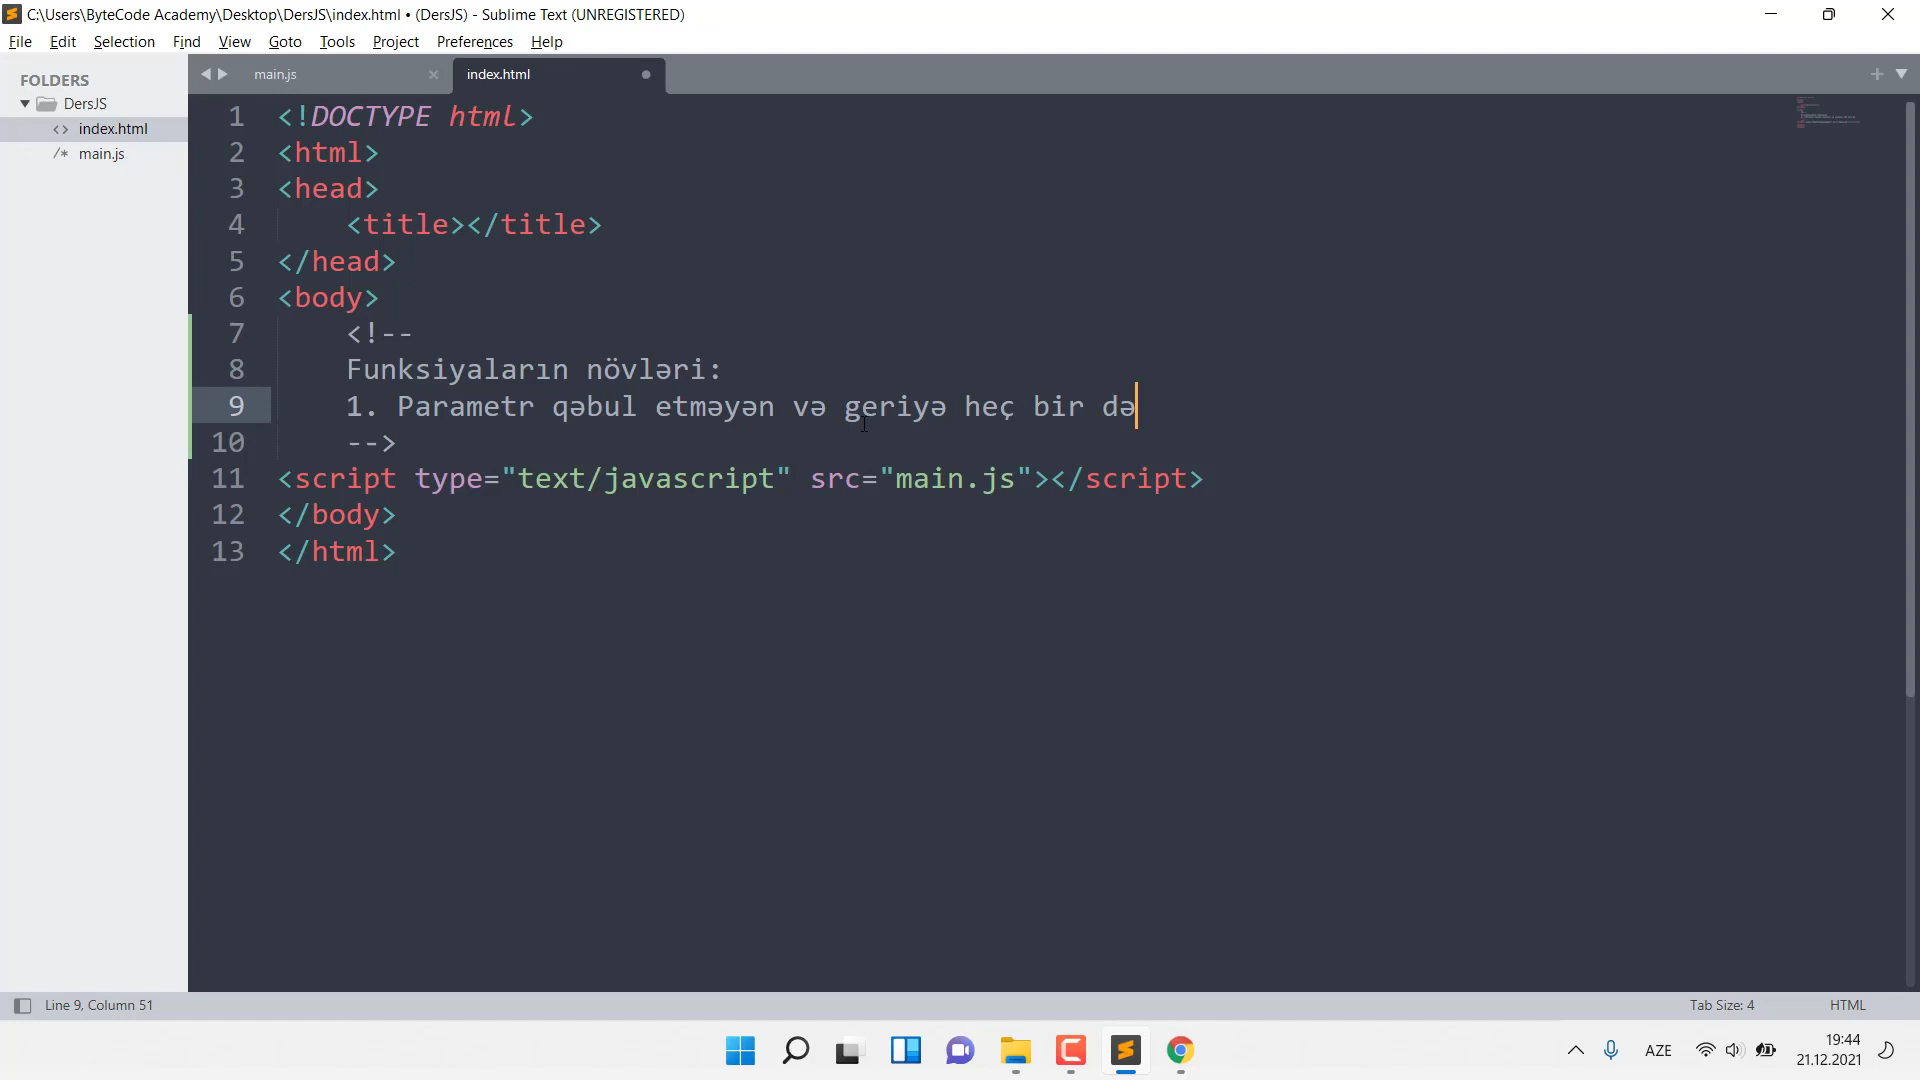 C:\Users\ByteCode Academy\Desktop\DersJS\index.html • (DersJS) - Sublime Text (UNREGISTERED)
File Edit Selection Find View Goto Tools Project Preferences Help
FOLDERS
DersJS
<> index.html
/* main.js
main.js
index.html
1 <!DOCTYPE html>
2 <html>
3 <head>
4 <title></title>
5 </head>
6 <body>
7 <!--
8 Funksiyaların növləri:
9 1. Parametr qəbul etməyən və geriyə heç bir də
10 -->
11 <script type="text/javascript" src="main.js"></script>
12 </body>
13 </html>
Line 9, Column 51
Tab Size: 4
HTML
AZE
19:44
21.12.2021